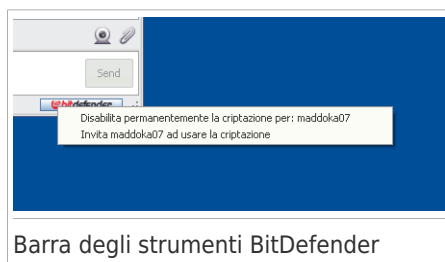 Send
bitdefender
Disabilita permanentemente la criptazione per: maddoka07
Invita maddoka07 ad usare la criptazione
Barra degli strumenti BitDefender